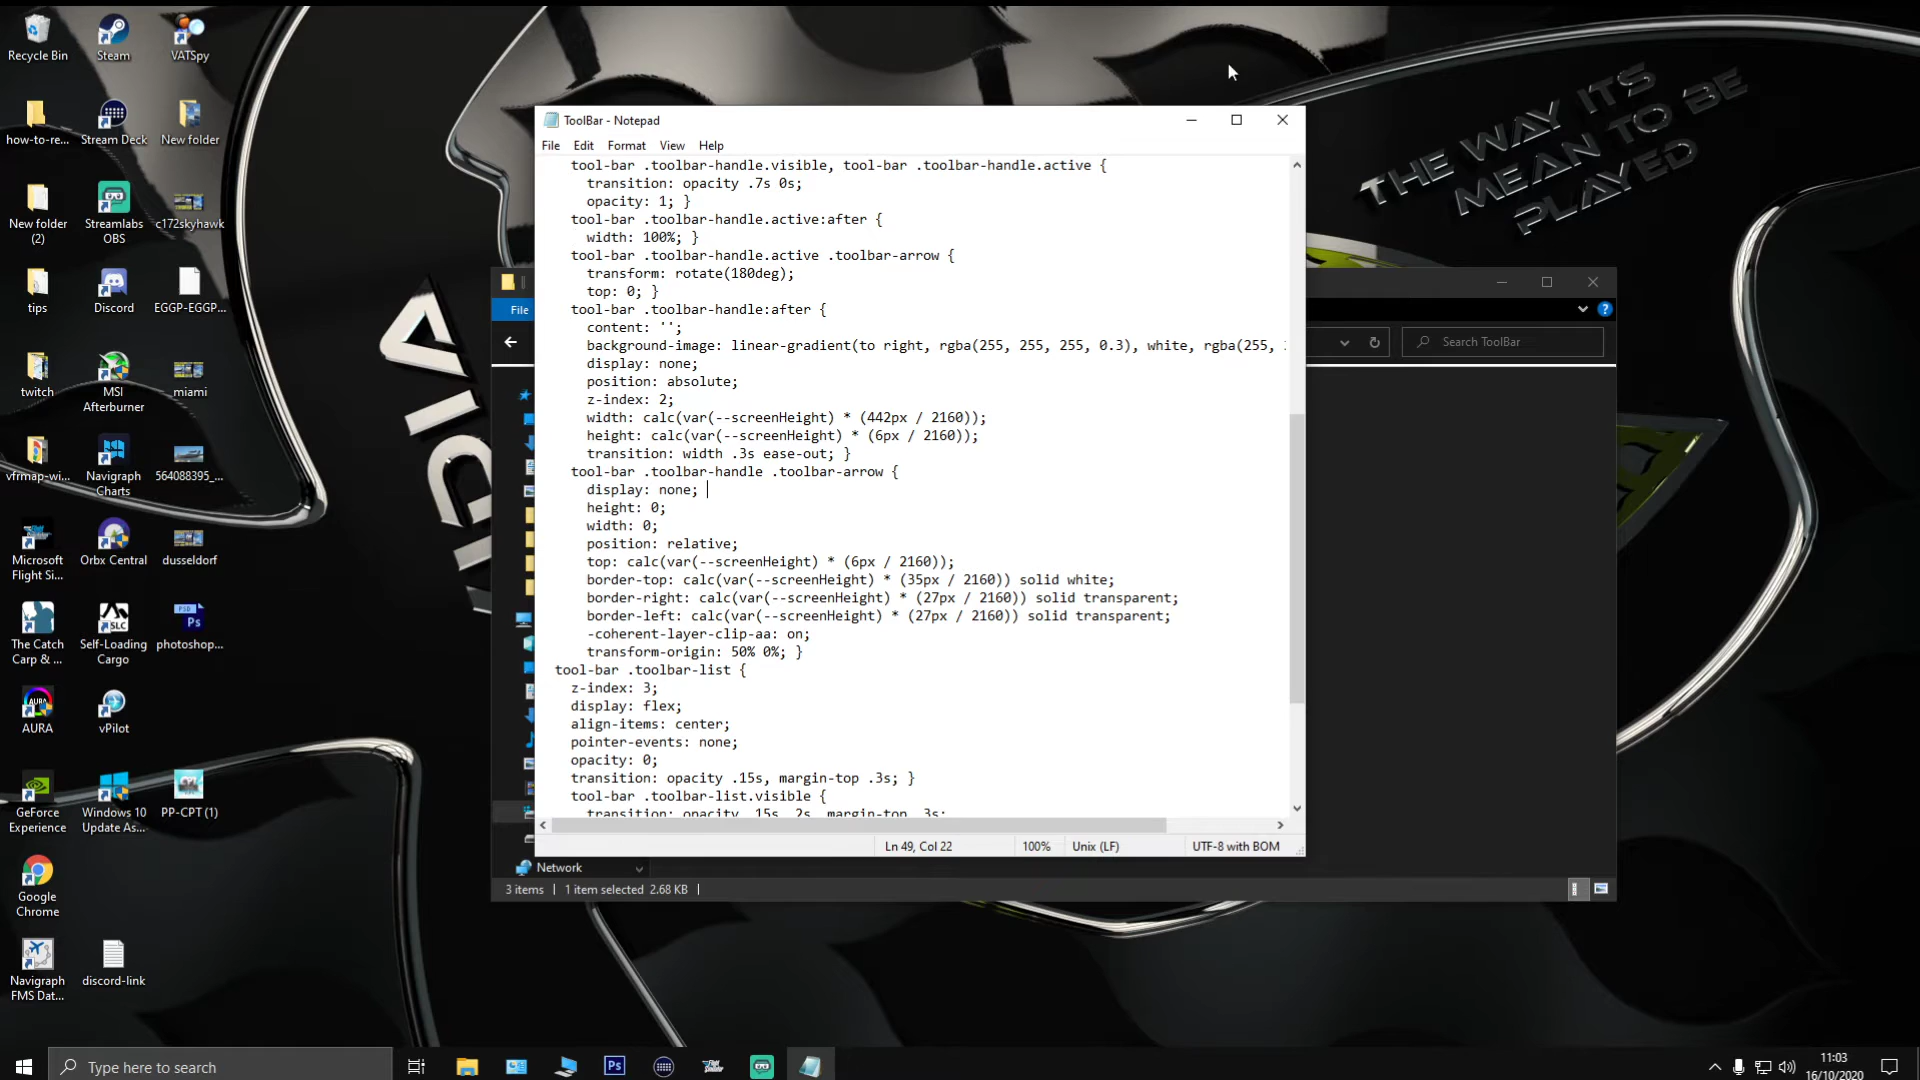 Recycle Bin
Steam
VATSpy
how-to-re...
Stream Deck
New folder
New folder
(2)
Streamlabs
OBS
c172skyhawk
tips
Discord
EGGP-EGGP...
twitch
MSI
Afterburner
miami
vfrmap-wi...
Navigraph
Charts
564088395_...
Microsoft
Flight Si...
Orbx Central
dusseldorf
The Catch
Carp & ...
Self-Loading
Cargo
photoshop...
AURA
vPilot
GeForce
Experience
Windows 10
Update As...
PP-CPT (1)
Google
Chrome
Navigraph
FMS Dat...
discord-link
THE WAY ITS
MEAN TO BE
PLAYED
ToolBar - Notepad
File Edit Format View Help
tool-bar .toolbar-handle.visible, tool-bar .toolbar-handle.active {
transition: opacity .7s 0s;
opacity: 1; }
tool-bar .toolbar-handle.active:after {
width: 100%; }
tool-bar .toolbar-handle.active .toolbar-arrow {
transform: rotate(180deg);
top: 0; }
tool-bar .toolbar-handle:after {
content: '';
background-image: linear-gradient(to right, rgba(255, 255, 255, 0.3), white, rgba(255,
display: none;
position: absolute;
z-index: 2;
width: calc(var(--screenHeight) * (442px / 2160));
height: calc(var(--screenHeight) * (6px / 2160));
transition: width .3s ease-out; }
tool-bar .toolbar-handle .toolbar-arrow {
display: none;
height: 0;
width: 0;
position: relative;
top: calc(var(--screenHeight) * (6px / 2160));
border-top: calc(var(--screenHeight) * (35px / 2160)) solid white;
border-right: calc(var(--screenHeight) * (27px / 2160)) solid transparent;
border-left: calc(var(--screenHeight) * (27px / 2160)) solid transparent;
-coherent-layer-clip-aa: on;
transform-origin: 50% 0%; }
tool-bar .toolbar-list {
z-index: 3;
display: flex;
align-items: center;
pointer-events: none;
opacity: 0;
transition: opacity .15s, margin-top .3s; }
tool-bar .toolbar-list.visible {
transition: opacity .15s .2s, margin-top .3s;
Ln 49, Col 22
100%
Unix (LF)
UTF-8 with BOM
File
Search ToolBar
Network
3 items
1 item selected 2.68 KB
Type here to search
11:03
16/10/2020